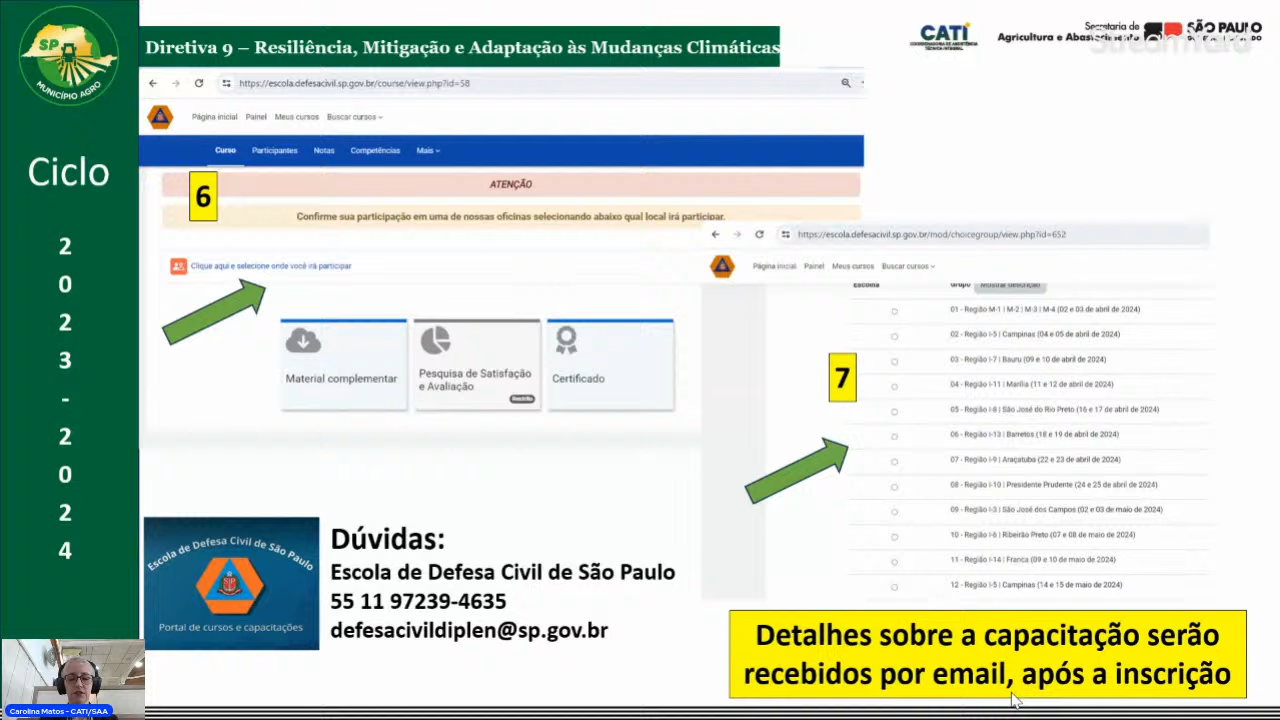 SP
MUNICÍPIO AGRO
Diretiva 9 – Resiliência, Mitigação e Adaptação às Mudanças Climáticas
CATI
COORDENADORIA DE ASSISTÊNCIA
TÉCNICA INTEGRAL
Secretaria de
Agricultura e Abastecimento
SÃO PAULO
Ciclo
2
0
2
3
-
2
0
2
4
https://escola.defesacivil.sp.gov.br/course/view.php?id=58
Página inicial Painel Meus cursos Buscar cursos
Curso Participantes Notas Competências Mais
6
ATENÇÃO
Confirme sua participação em uma de nossas oficinas selecionando abaixo qual local irá participar.
Clique aqui e selecione onde você irá participar
Material complementar
Pesquisa de Satisfação
e Avaliação
Restrito
Certificado
https://escola.defesacivil.sp.gov.br/mod/choicegroup/view.php?id=652
Página inicial Painel Meus cursos Buscar cursos
Escolha Grupo Mostrar descrição
7
01 - Região M-1 | M-2 | M-3 | M-4 (02 e 03 de abril de 2024)
02 - Região I-5 | Campinas (04 e 05 de abril de 2024)
03 - Região I-7 | Bauru (09 e 10 de abril de 2024)
04 - Região I-11 | Marília (11 e 12 de abril de 2024)
05 - Região I-8 | São José do Rio Preto (16 e 17 de abril de 2024)
06 - Região I-13 | Barretos (18 e 19 de abril de 2024)
07 - Região I-9 | Araçatuba (22 e 23 de abril de 2024)
08 - Região I-10 | Presidente Prudente (24 e 25 de abril de 2024)
09 - Região I-3 | São José dos Campos (02 e 03 de maio de 2024)
10 - Região I-6 | Ribeirão Preto (07 e 08 de maio de 2024)
11 - Região I-14 | Franca (09 e 10 de maio de 2024)
12 - Região I-5 | Campinas (14 e 15 de maio de 2024)
Escola de Defesa Civil de São Paulo
Portal de cursos e capacitações
Dúvidas:
Escola de Defesa Civil de São Paulo
55 11 97239-4635
defesacivildiplen@sp.gov.br
Detalhes sobre a capacitação serão
recebidos por email, após a inscrição
Carolina Matos - CATI/SAA